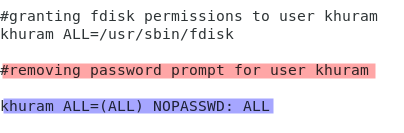 #granting fdisk permissions to user khuram
khuram ALL=/usr/sbin/fdisk
#removing password prompt for user khuram
khuram ALL=(ALL) NOPASSWD: ALL